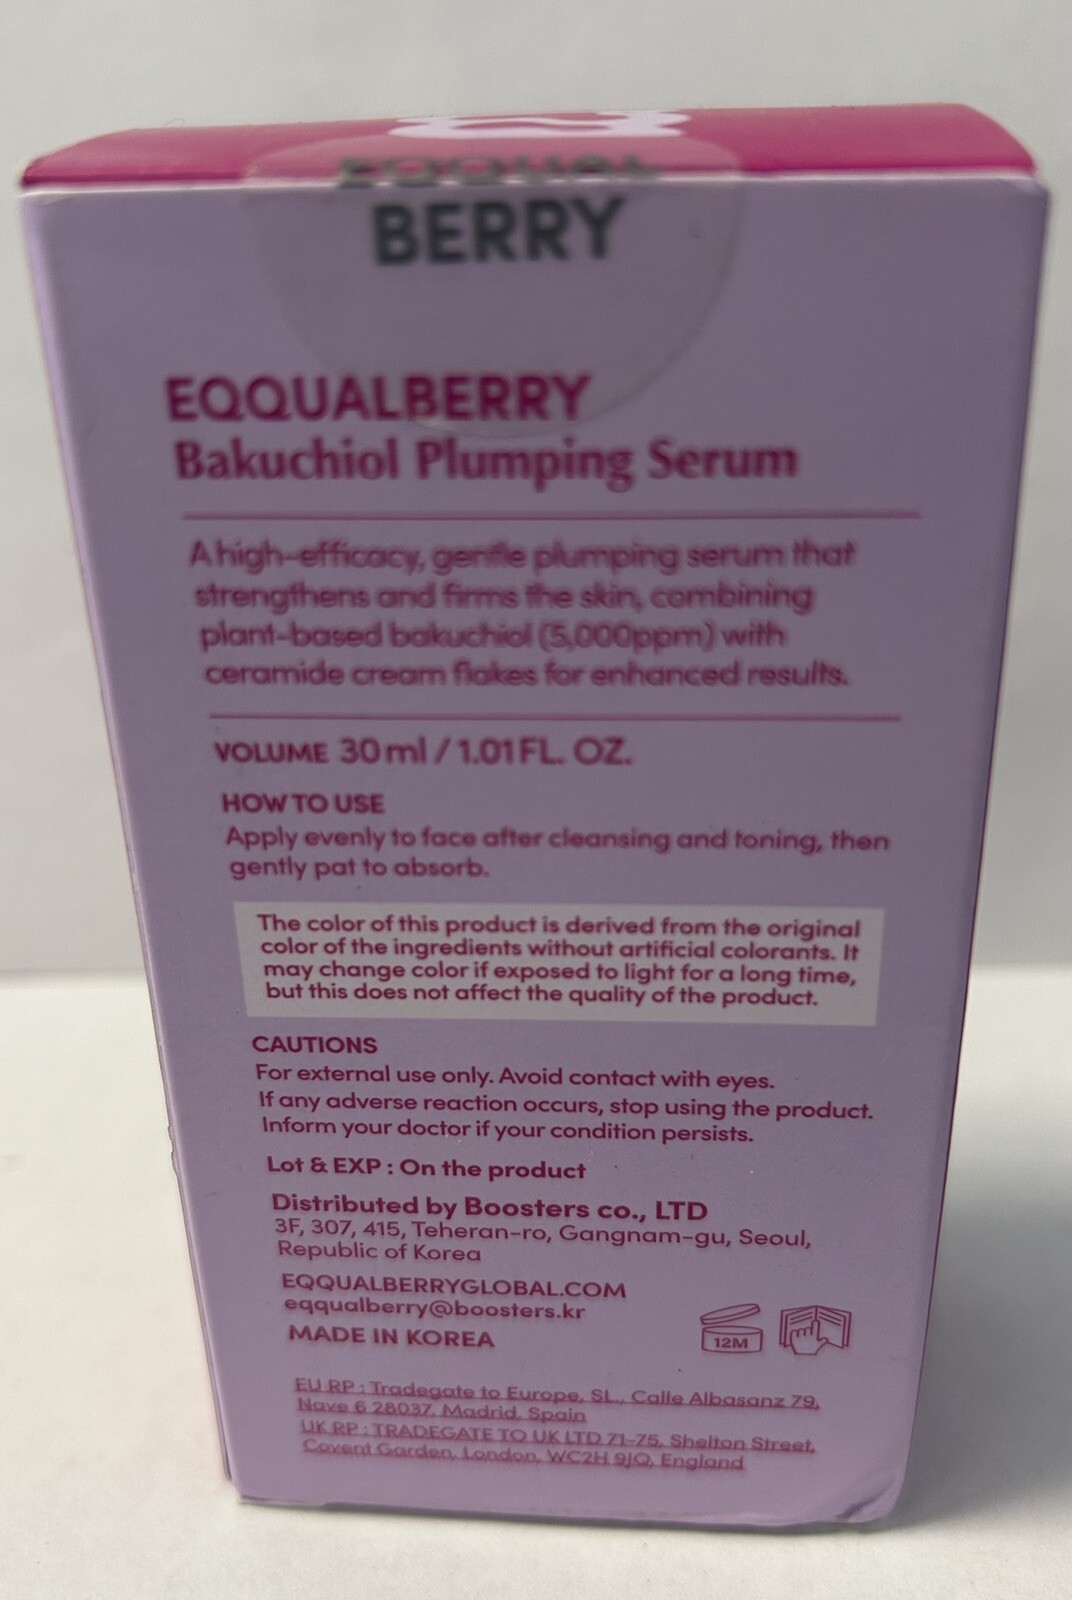 EQQUAL
BERRY
EQQUALBERRY
Bakuchiol Plumping Serum
A high-efficacy, gentle plumping serum that
strengthens and firms the skin, combining
plant-based bakuchiol (5,000ppm) with
ceramide cream flakes for enhanced results.
VOLUME 30 ml / 1.01 FL. OZ.
HOW TO USE
Apply evenly to face after cleansing and toning, then
gently pat to absorb.
The color of this product is derived from the original
color of the ingredients without artificial colorants. It
may change color if exposed to light for a long time,
but this does not affect the quality of the product.
CAUTIONS
For external use only. Avoid contact with eyes.
If any adverse reaction occurs, stop using the product.
Inform your doctor if your condition persists.
Lot & EXP : On the product
Distributed by Boosters co., LTD
3F, 307, 415, Teheran-ro, Gangnam-gu, Seoul,
Republic of Korea
EQQUALBERRYGLOBAL.COM
eqqualberry@boosters.kr
MADE IN KOREA
12M
EU RP : Tradegate to Europe, SL., Calle Albasanz 79,
Nave 6 28037, Madrid, Spain
UK RP : TRADEGATE TO UK LTD 71-75, Shelton Street,
Covent Garden, London, WC2H 9JQ, England